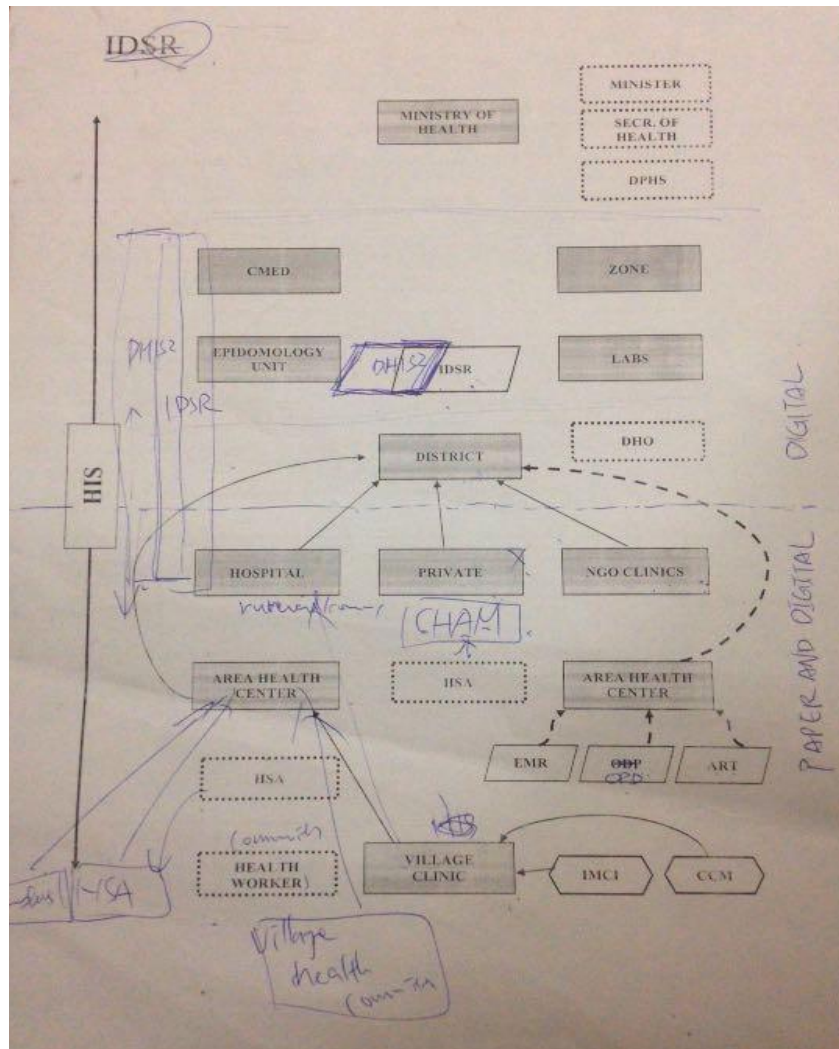 IDSR
MINISTER
MINISTRY OF
HEALTH
SECR. OF
HEALTH
DPHS
CMED
ZONE
DHIS2
EPIDOMOLOGY
UNIT
DHIS2
IDSR
LABS
IDSR
DHO
DISTRICT
DIGITAL
HIS
HOSPITAL
PRIVATE
X
NGO CLINICS
CHAM
AREA HEALTH
CENTER
HSA
AREA HEALTH
CENTER
PAPER AND DIGITAL
EMR
ODP
OPD
ART
HSA
HEALTH
WORKER
VILLAGE
CLINIC
IMCI
CCM
HSA
Village
health